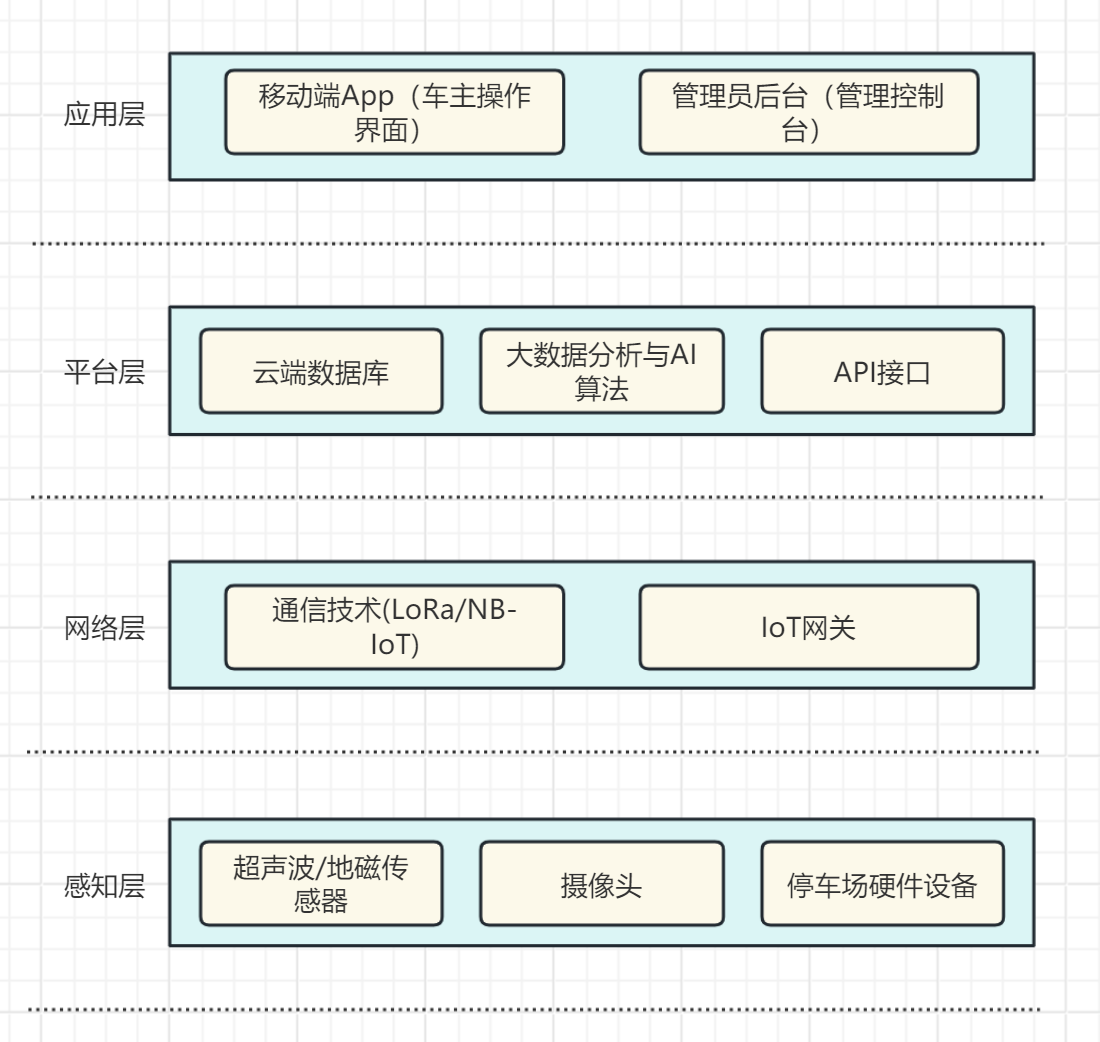 应用层
移动端App（车主操作
界面）
管理员后台（管理控制
台）
平台层
云端数据库
大数据分析与AI
算法
API接口
网络层
通信技术(LoRa/NB-
IoT)
IoT网关
感知层
超声波/地磁传
感器
摄像头
停车场硬件设备